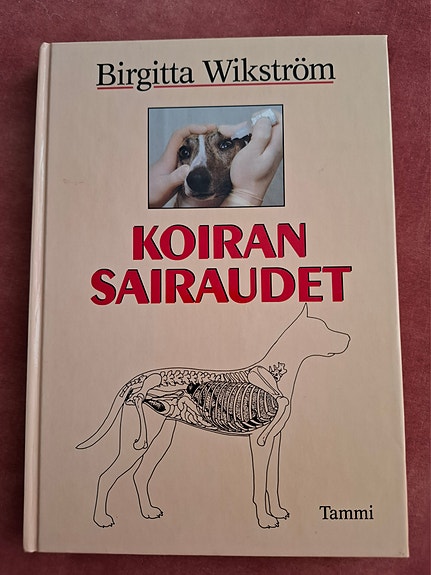 Birgitta Wikström
KOIRAN
SAIRAUDET
Tammi